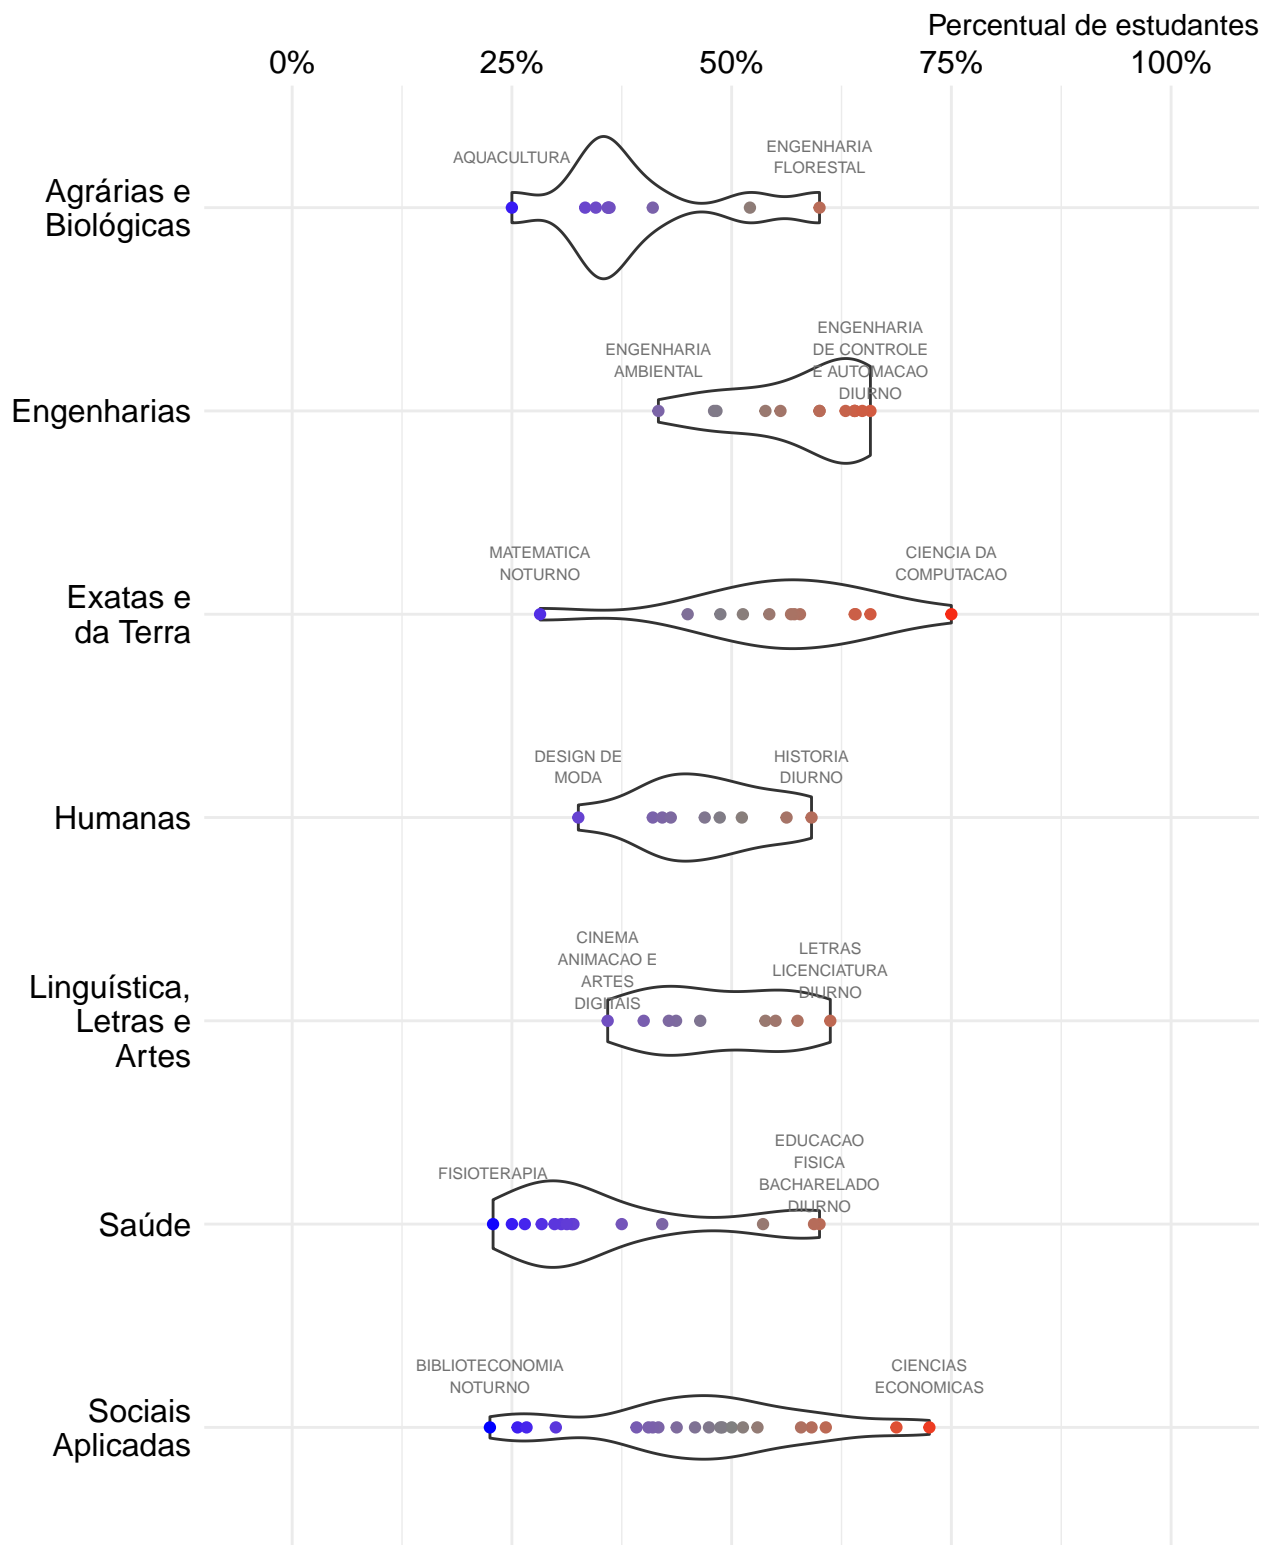 Percentual de estudantes
0% 25% 50% 75% 100%
AQUACULTURA
ENGENHARIA
FLORESTAL
Agrárias e
Biológicas
ENGENHARIA
AMBIENTAL
ENGENHARIA
DE CONTROLE
E AUTOMACAO
DIURNO
Engenharias
MATEMATICA
NOTURNO
CIENCIA DA
COMPUTACAO
Exatas e
da Terra
DESIGN DE
MODA
HISTORIA
DIURNO
Humanas
CINEMA
ANIMACAO E
ARTES
DIGITAIS
LETRAS
LICENCIATURA
DIURNO
Linguística,
Letras e
Artes
FISIOTERAPIA
EDUCACAO
FISICA
BACHARELADO
DIURNO
Saúde
BIBLIOTECONOMIA
NOTURNO
CIENCIAS
ECONOMICAS
Sociais
Aplicadas